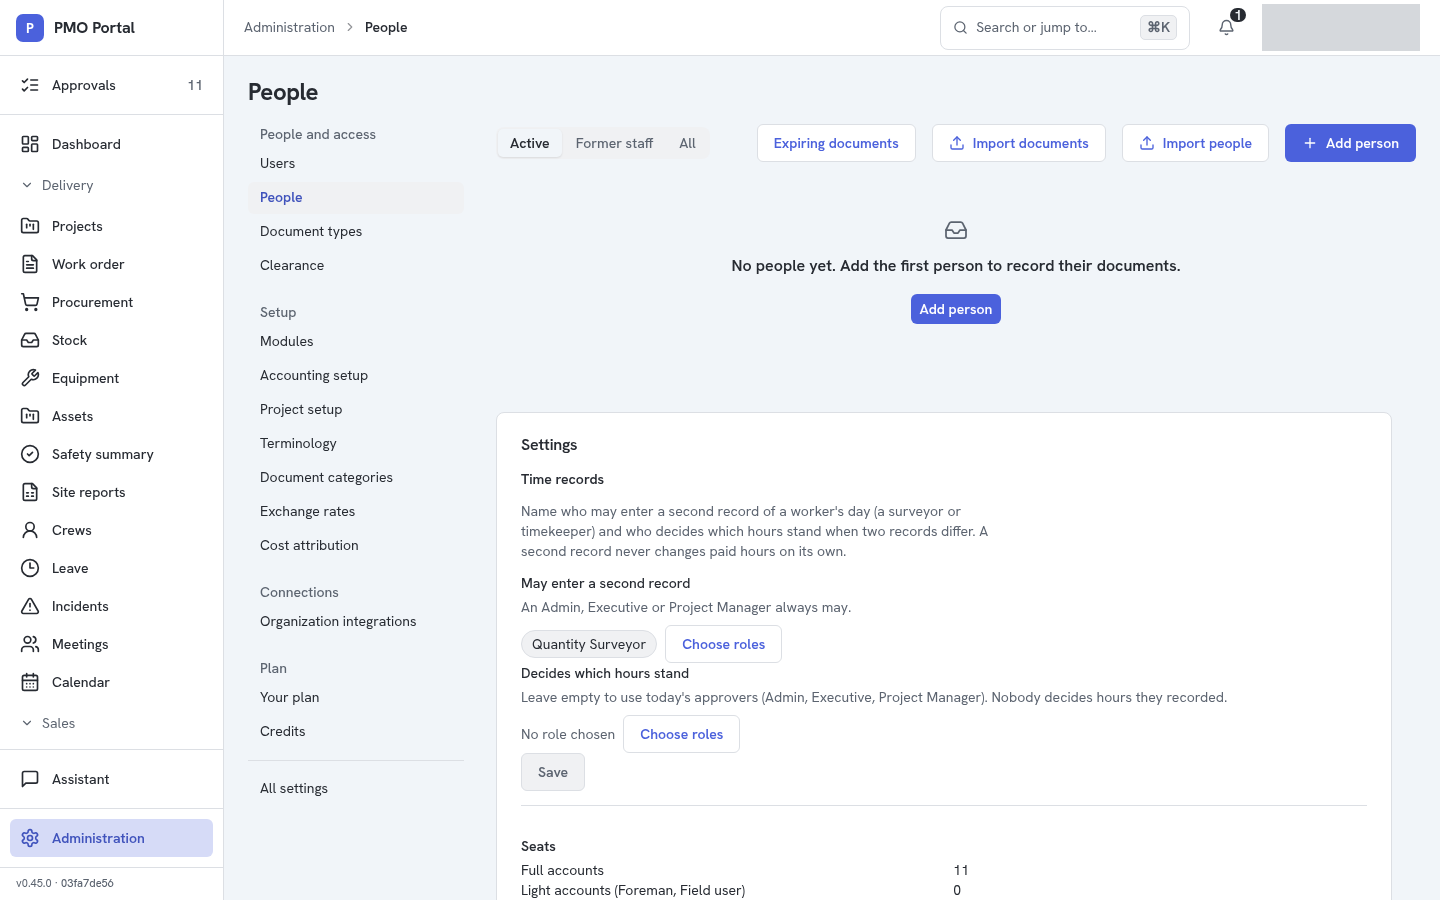 P PMO Portal
Administration > People
Search or jump to... ⌘K
1
Approvals 11
Dashboard
Delivery
Projects
Work order
Procurement
Stock
Equipment
Assets
Safety summary
Site reports
Crews
Leave
Incidents
Meetings
Calendar
Sales
Assistant
Administration
v0.45.0 · 03fa7de56
People
People and access
Users
People
Document types
Clearance
Setup
Modules
Accounting setup
Project setup
Terminology
Document categories
Exchange rates
Cost attribution
Connections
Organization integrations
Plan
Your plan
Credits
All settings
Active Former staff All
Expiring documents Import documents Import people + Add person
No people yet. Add the first person to record their documents.
Add person
Settings
Time records
Name who may enter a second record of a worker's day (a surveyor or
timekeeper) and who decides which hours stand when two records differ. A
second record never changes paid hours on its own.
May enter a second record
An Admin, Executive or Project Manager always may.
Quantity Surveyor Choose roles
Decides which hours stand
Leave empty to use today's approvers (Admin, Executive, Project Manager). Nobody decides hours they recorded.
No role chosen Choose roles
Save
Seats
Full accounts 11
Light accounts (Foreman, Field user) 0